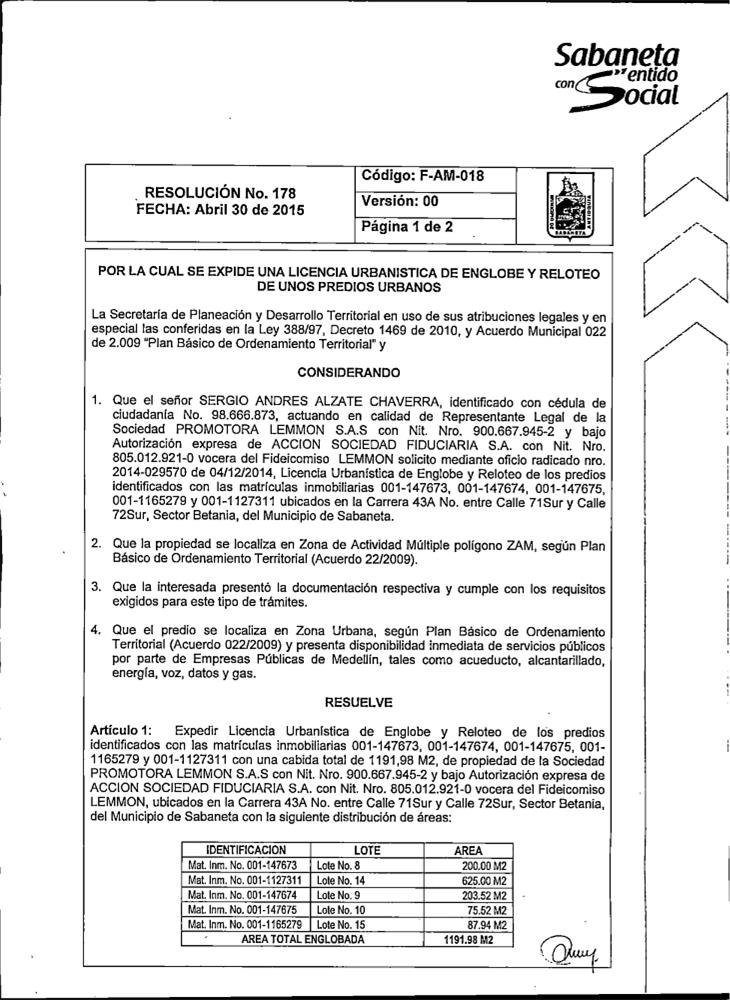 Sabaneta
con Sentido
Social
RESOLUCIÓN No. 178
FECHA: Abril 30 de 2015
Código: F-AM-018
Versión: 00
Página 1 de 2
SABANETA
ANTIOQUIA
POR LA CUAL SE EXPIDE UNA LICENCIA URBANISTICA DE ENGLOBE Y RELOTEO
DE UNOS PREDIOS URBANOS
La Secretaría de Planeación y Desarrollo Territorial en uso de sus atribuciones legales y en
especial las conferidas en la Ley 388/97, Decreto 1469 de 2010, y Acuerdo Municipal 022
de 2.009 "Plan Básico de Ordenamiento Territorial" y
CONSIDERANDO
1. Que el señor SERGIO ANDRES ALZATE CHAVERRA, identificado con cédula de
ciudadanía No. 98.666.873, actuando en calidad de Representante Legal de la
Sociedad PROMOTORA LEMMON S.A.S con Nit. Nro. 900.667.945-2 y bajo
Autorización expresa de ACCION SOCIEDAD FIDUCIARIA S.A. con Nit. Nro.
805.012.921-0 vocera del Fideicomiso LEMMON solicito mediante oficio radicado nro.
2014-029570 de 04/12/2014, Licencia Urbanística de Englobe y Reloteo de los predios
identificados con las matrículas inmobiliarias 001-147673, 001-147674, 001-147675,
001-1165279 y 001-1127311 ubicados en la Carrera 43A No. entre Calle 71Sur y Calle
72Sur, Sector Betania, del Municipio de Sabaneta.
2. Que la propiedad se localiza en Zona de Actividad Múltiple polígono ZAM, según Plan
Básico de Ordenamiento Territorial (Acuerdo 22/2009).
3. Que la interesada presentó la documentación respectiva y cumple con los requisitos
exigidos para este tipo de trámites.
4. Que el predio se localiza en Zona Urbana, según Plan Básico de Ordenamiento
Territorial (Acuerdo 022/2009) y presenta disponibilidad inmediata de servicios públicos
por parte de Empresas Públicas de Medellín, tales como acueducto, alcantarillado,
energía, voz, datos y gas.
RESUELVE
Artículo 1: Expedir Licencia Urbanística de Englobe y Reloteo de los predios
identificados con las matrículas inmobiliarias 001-147673, 001-147674, 001-147675, 001-
1165279 y 001-1127311 con una cabida total de 1191,98 M2, de propiedad de la Sociedad
PROMOTORA LEMMON S.A.S con Nit. Nro. 900.667.945-2 y bajo Autorización expresa de
ACCION SOCIEDAD FIDUCIARIA S.A. con Nit. Nro. 805.012.921-0 vocera del Fideicomiso
LEMMON, ubicados en la Carrera 43A No. entre Calle 71Sur y Calle 72Sur, Sector Betania,
del Municipio de Sabaneta con la siguiente distribución de áreas:
IDENTIFICACION LOTE AREA
Mat. Inm. No. 001-147673 Lote No. 8 200.00 M2
Mat. Inm. No. 001-1127311 Lote No. 14 625.00 M2
Mat. Inm. No. 001-147674 Lote No. 9 203.52 M2
Mat. Inm. No. 001-147675 Lote No. 10 75.52 M2
Mat. Inm. No. 001-1165279 Lote No. 15 87.94 M2
AREA TOTAL ENGLOBADA 1191.98 M2